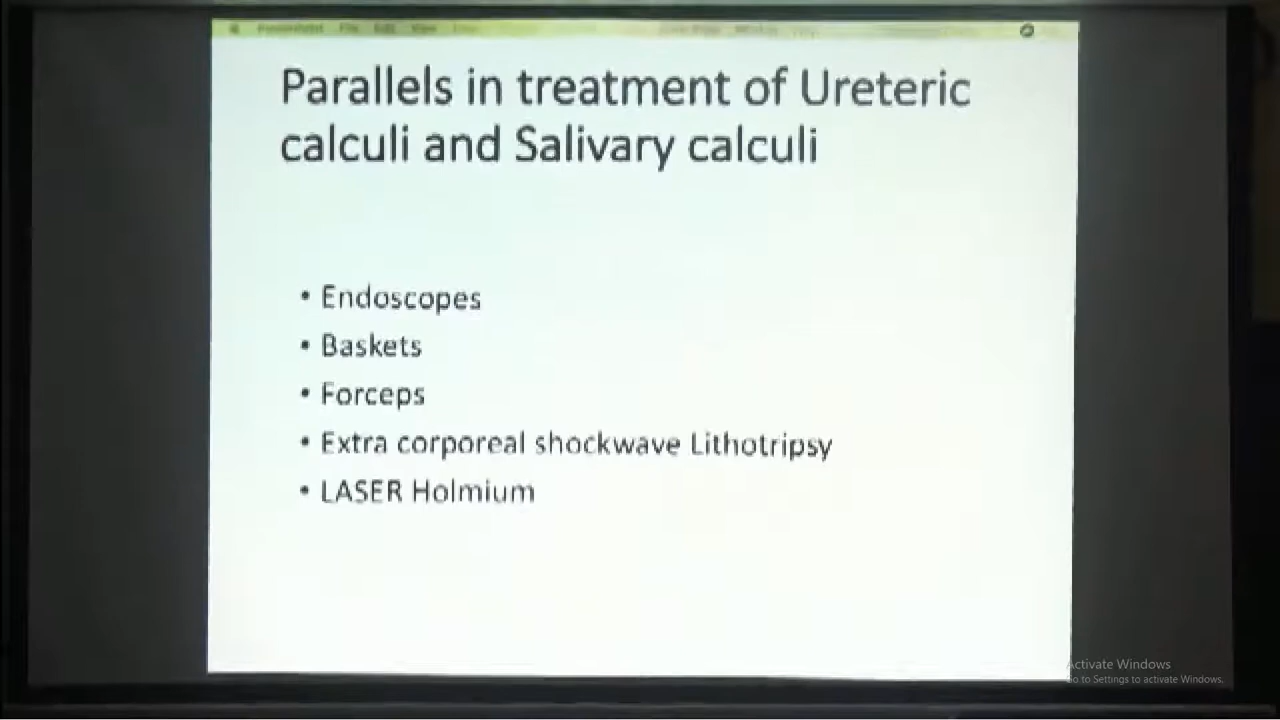 Parallels in treatment of Ureteric
calculi and Salivary calculi
• Endoscopes
• Baskets
• Forceps
• Extra corporeal shockwave Lithotripsy
• LASER Holmium
Activate Windows
Go to Settings to activate Windows.